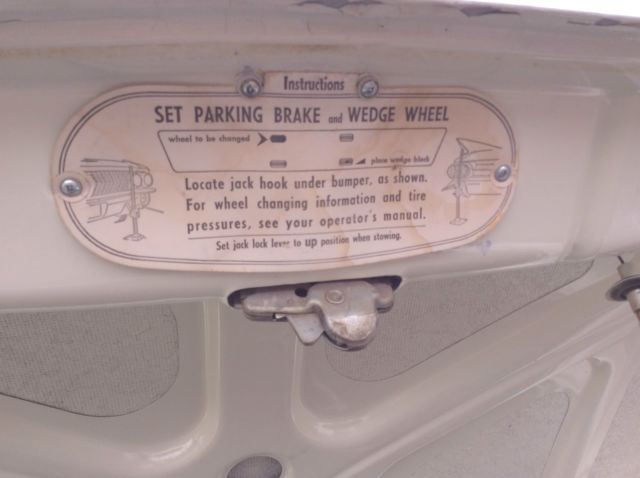 Instructions
SET PARKING BRAKE and WEDGE WHEEL
wheel to be changed
place wedge block
Locate jack hook under bumper, as shown.
For wheel changing information and tire
pressures, see your operator's manual.
Set jack lock lever to up position when stowing.